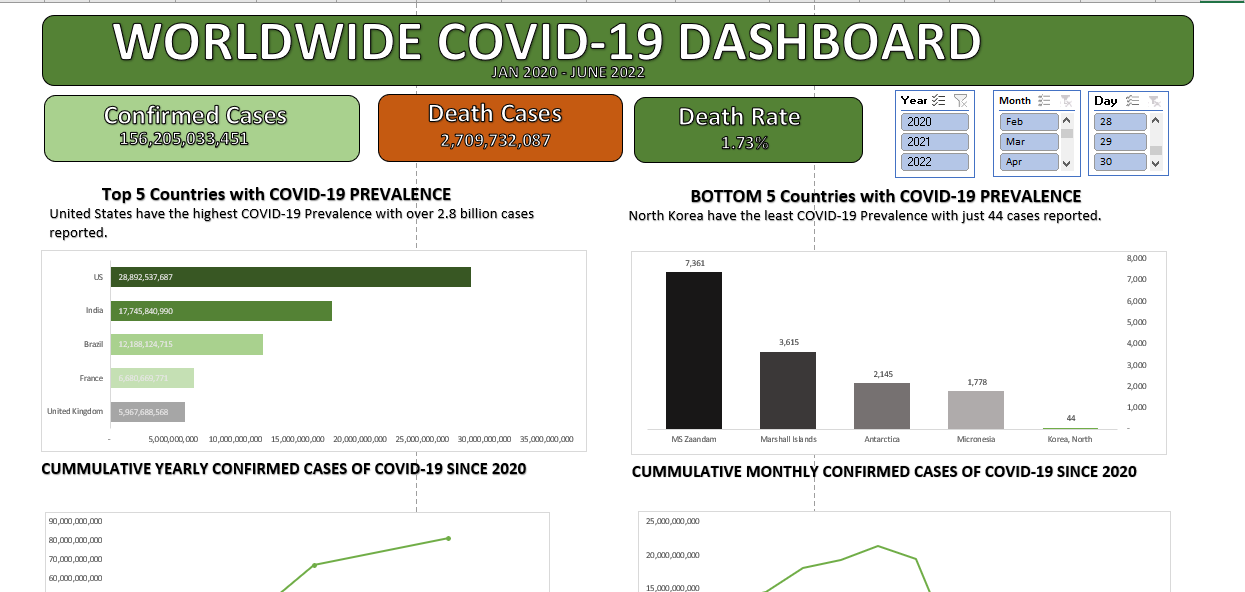 WORLDWIDE COVID-19 DASHBOARD
JAN 2020 - JUNE 2022
Confirmed Cases
156,205,033,451
Death Cases
2,709,732,087
Death Rate
1.73%
Year
2020
2021
2022
Month
Feb
Mar
Apr
Day
28
29
30
Top 5 Countries with COVID-19 PREVALENCE
United States have the highest COVID-19 Prevalence with over 2.8 billion cases
reported.
US
28,892,537,687
India
17,745,840,990
Brazil
12,188,124,715
France
6,680,669,771
United Kingdom
5,967,688,568
-
5,000,000,000
10,000,000,000
15,000,000,000
20,000,000,000
25,000,000,000
30,000,000,000
35,000,000,000
BOTTOM 5 Countries with COVID-19 PREVALENCE
North Korea have the least COVID-19 Prevalence with just 44 cases reported.
7,361
3,615
2,145
1,778
44
8,000
7,000
6,000
5,000
4,000
3,000
2,000
1,000
-
MS Zaandam
Marshall Islands
Antarctica
Micronesia
Korea, North
CUMMULATIVE YEARLY CONFIRMED CASES OF COVID-19 SINCE 2020
90,000,000,000
80,000,000,000
70,000,000,000
60,000,000,000
CUMMULATIVE MONTHLY CONFIRMED CASES OF COVID-19 SINCE 2020
25,000,000,000
20,000,000,000
15,000,000,000